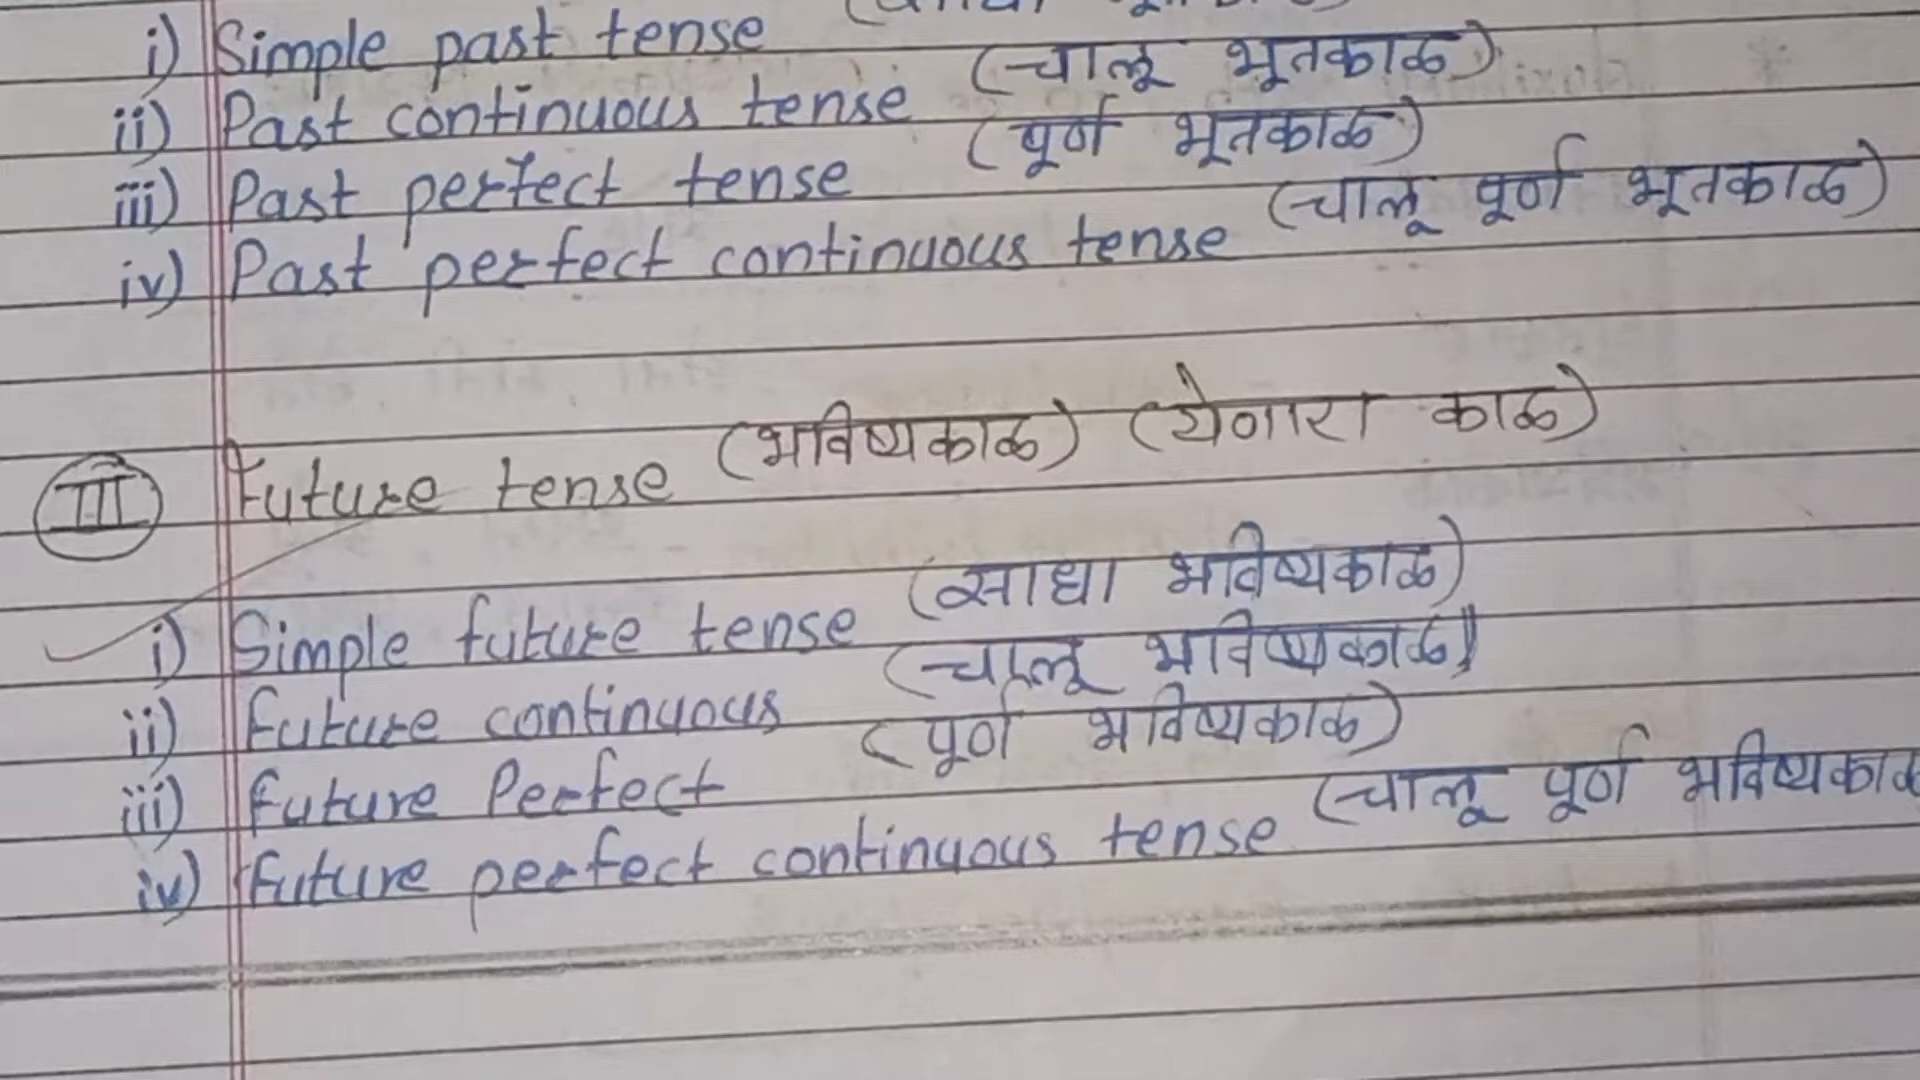 i) Simple past tense
ii) Past continuous tense (चालू भूतकाळ)
iii) Past perfect tense (पूर्ण भूतकाळ)
iv) Past perfect continuous tense (चालू पूर्ण भूतकाळ)
III Future tense (भविष्यकाळ) (येणारा काळ)
i) Simple future tense (साधा भविष्यकाळ)
ii) Future continuous (चालू भविष्यकाळ)
iii) Future Perfect (पूर्ण भविष्यकाळ)
iv) Future perfect continuous tense (चालू पूर्ण भविष्यकाळ